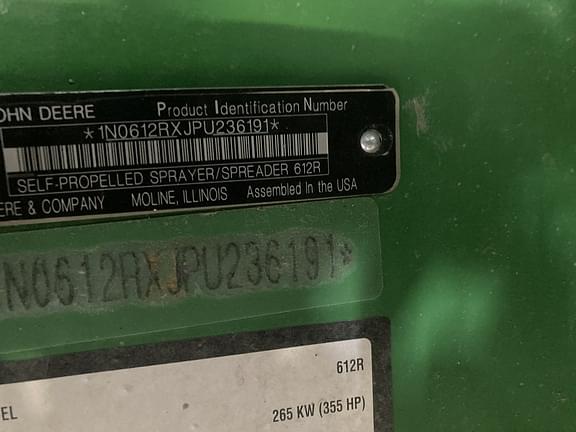 OHN DEERE Product Identification Number
*1N0612RXJPU236191*
SELF-PROPELLED SPRAYER/SPREADER 612R
ERE & COMPANY MOLINE, ILLINOIS Assembled In the USA
1N0612RXJPU236191*
612R
EL 265 KW (355 HP)